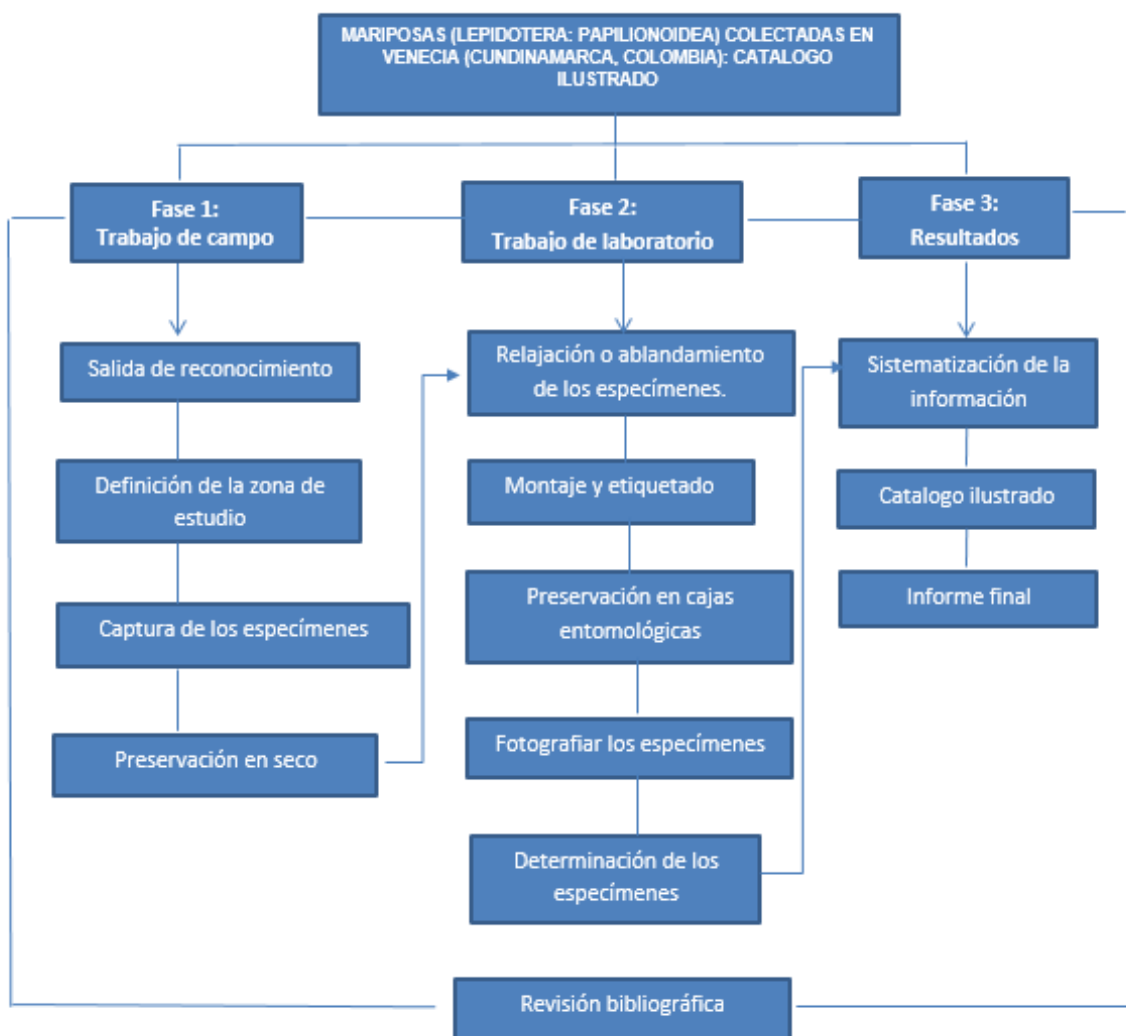 MARIPOSAS (LEPIDOTERA: PAPILIONOIDEA) COLECTADAS EN
VENECIA (CUNDINAMARCA, COLOMBIA): CATALOGO
ILUSTRADO
Fase 1:
Trabajo de campo
Salida de reconocimiento
Definición de la zona de
estudio
Captura de los especímenes
Preservación en seco
Fase 2:
Trabajo de laboratorio
Relajación o ablandamiento
de los especímenes.
Montaje y etiquetado
Preservación en cajas
entomológicas
Fotografiar los especímenes
Determinación de los
especímenes
Fase 3:
Resultados
Sistematización de la
información
Catalogo ilustrado
Informe final
Revisión bibliográfica